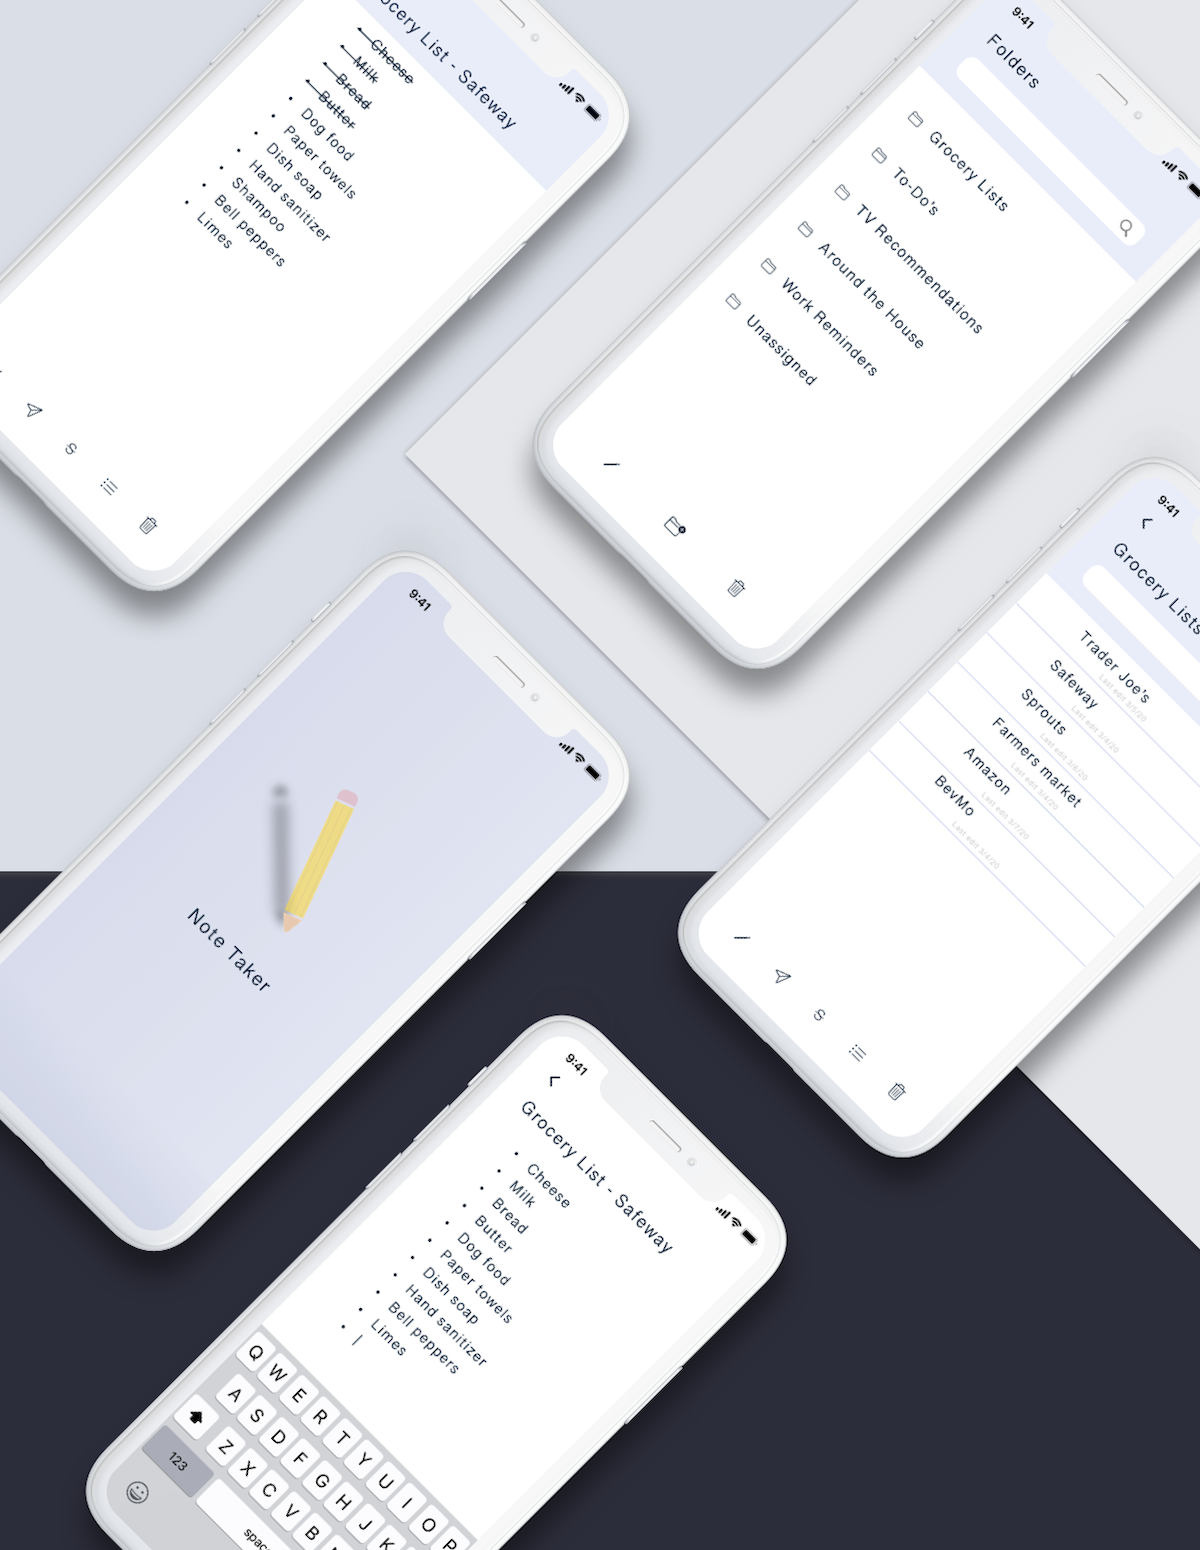 ocery List - Safeway
Cheese
Milk
Bread
Butter
Dog food
Paper towels
Dish soap
Hand sanitizer
Shampoo
Bell peppers
Limes
S
9:41
Folders
Grocery Lists
To-Do's
TV Recommendations
Around the House
Work Reminders
Unassigned
9:41
Grocery Lists
Trader Joe's
Last edit 3/5/20
Safeway
Last edit 3/4/20
Sprouts
Last edit 3/6/20
Farmers market
Last edit 3/4/20
Amazon
Last edit 3/7/20
BevMo
Last edit 3/4/20
S
9:41
Note Taker
9:41
Grocery List - Safeway
Cheese
Milk
Bread
Butter
Dog food
Paper towels
Dish soap
Hand sanitizer
Bell peppers
Limes
Q W E R T Y U I O P
A S D F G H J K
Z X C V B
123
space